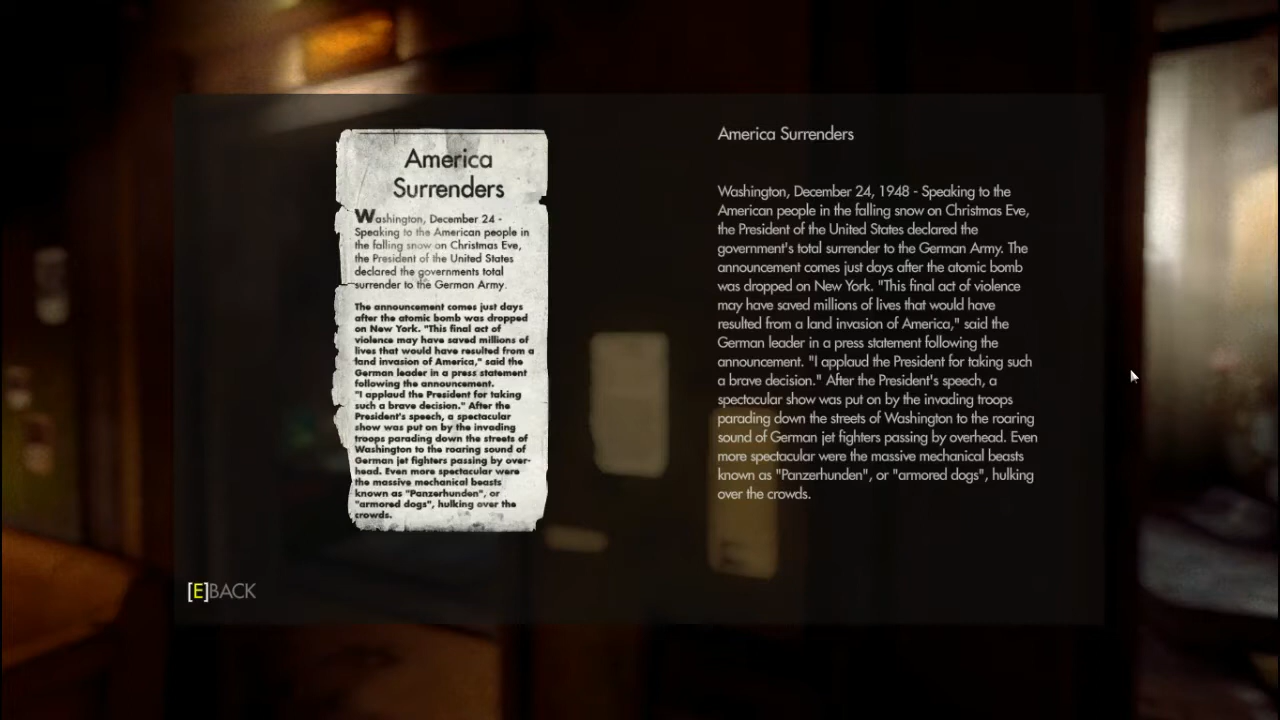 America
Surrenders
Washington, December 24 -
Speaking to the American people in
the falling snow on Christmas Eve,
the President of the United States
declared the governments total
surrender to the German Army.
The announcement comes just days
after the atomic bomb was dropped
on New York. "This final act of
violence may have saved millions of
lives that would have resulted from a
land invasion of America," said the
German leader in a press statement
following the announcement.
"I applaud the President for taking
such a brave decision." After the
President's speech, a spectacular
show was put on by the invading
troops parading down the streets of
Washington to the roaring sound of
German jet fighters passing by over-
head. Even more spectacular were
the massive mechanical beasts
known as "Panzerhunden", or
"armored dogs", hulking over the
crowds.
America Surrenders
Washington, December 24, 1948 - Speaking to the
American people in the falling snow on Christmas Eve,
the President of the United States declared the
government's total surrender to the German Army. The
announcement comes just days after the atomic bomb
was dropped on New York. "This final act of violence
may have saved millions of lives that would have
resulted from a land invasion of America," said the
German leader in a press statement following the
announcement. "I applaud the President for taking such
a brave decision." After the President's speech, a
spectacular show was put on by the invading troops
parading down the streets of Washington to the roaring
sound of German jet fighters passing by overhead. Even
more spectacular were the massive mechanical beasts
known as "Panzerhunden", or "armored dogs", hulking
over the crowds.
[E]BACK